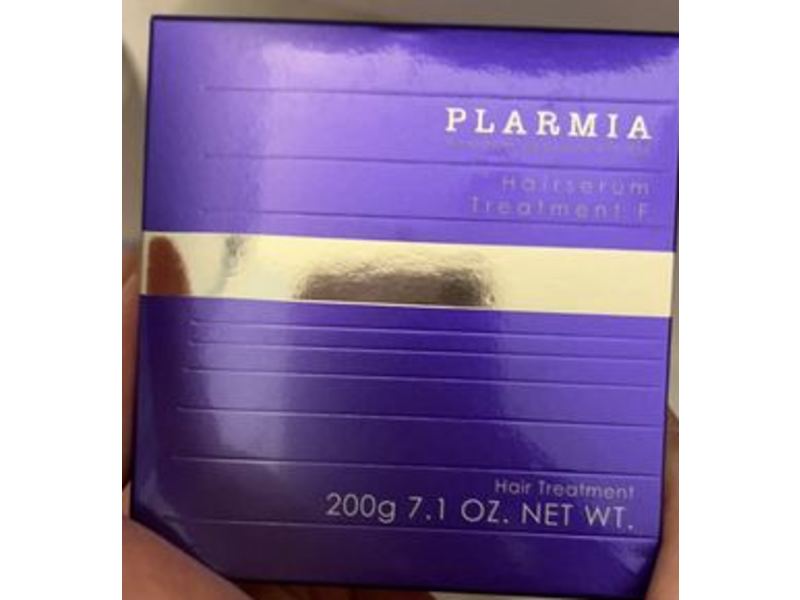 PLARMIA
Hairserum
Treatment F
Hair Treatment
200g 7.1 OZ. NET WT.